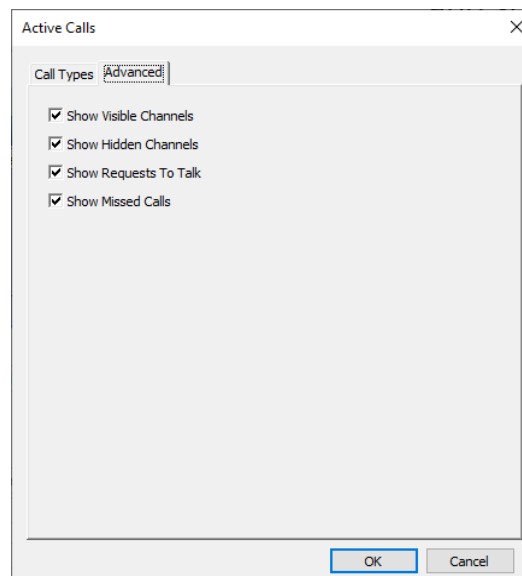 Active Calls
Call Types Advanced
Show Visible Channels
Show Hidden Channels
Show Requests To Talk
Show Missed Calls
OK Cancel